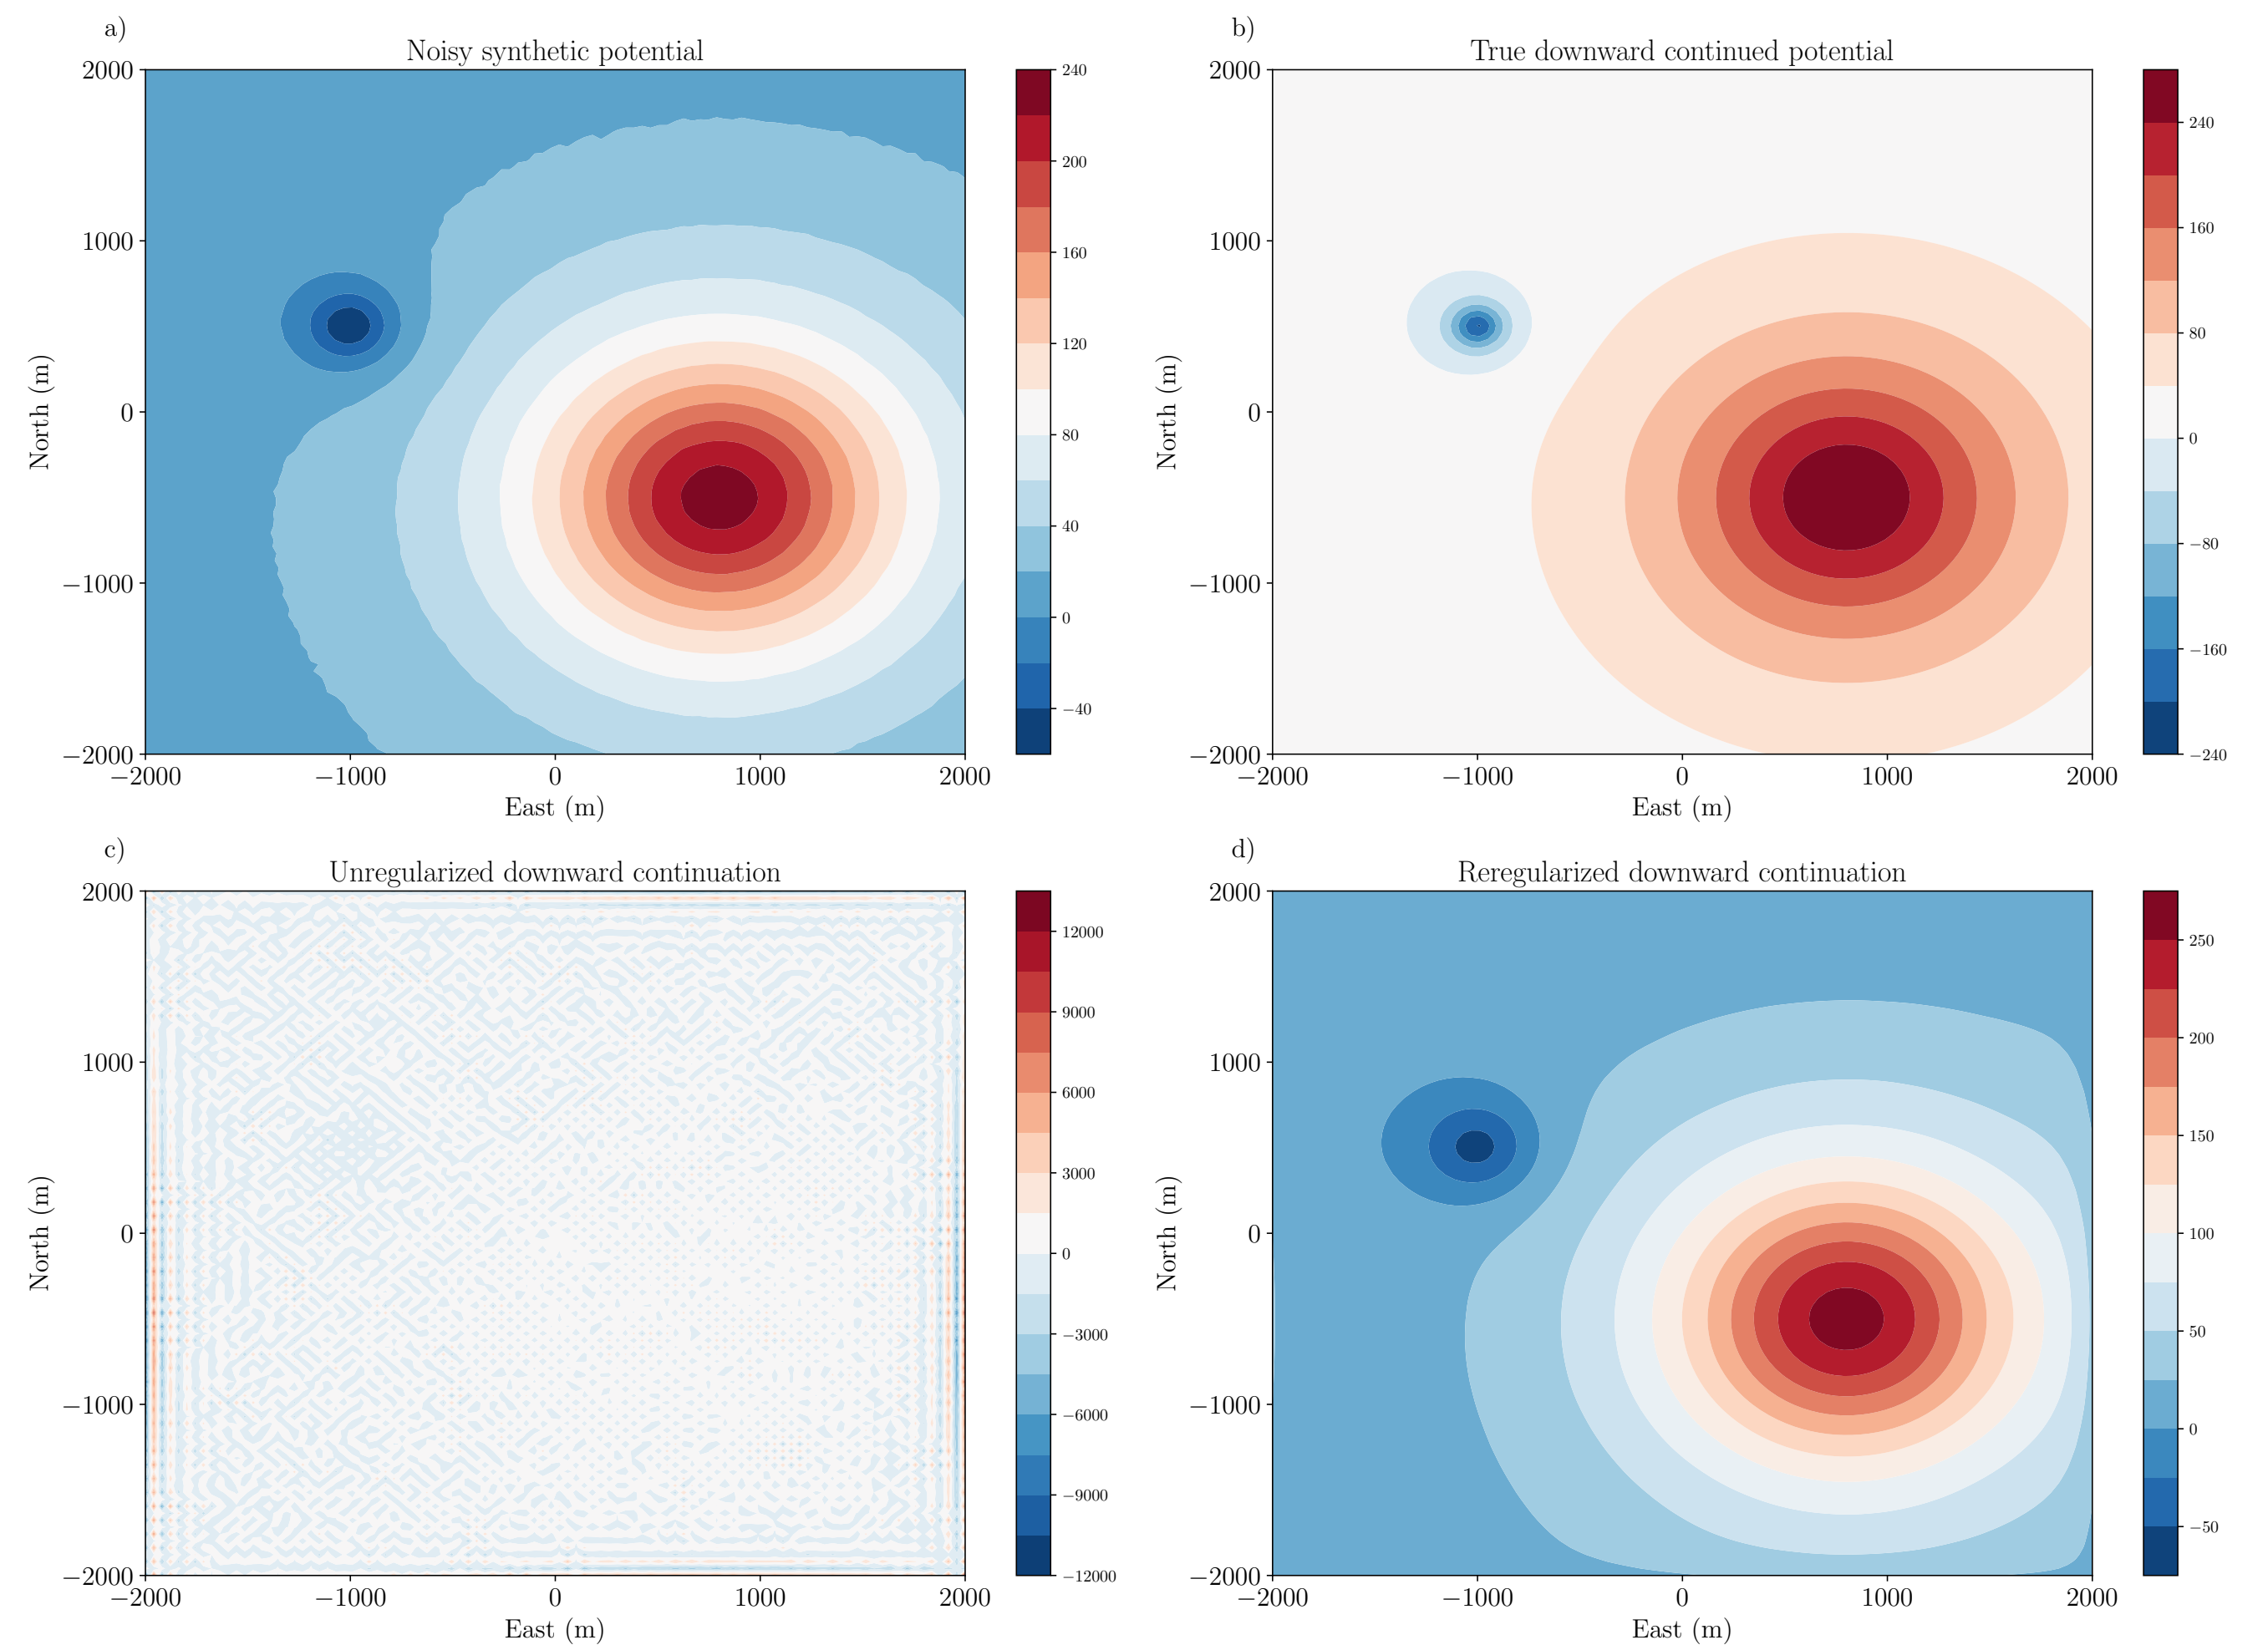 a)
Noisy synthetic potential
2000
1000
0
−1000
−2000
−2000 −1000 0 1000 2000
North (m)
East (m)
240
200
160
120
80
40
0
−40
b)
True downward continued potential
2000
1000
0
−1000
−2000
−2000 −1000 0 1000 2000
North (m)
East (m)
240
160
80
0
−80
−160
−240
c)
Unregularized downward continuation
2000
1000
0
−1000
−2000
−2000 −1000 0 1000 2000
North (m)
East (m)
12000
9000
6000
3000
0
−3000
−6000
−9000
−12000
d)
Reregularized downward continuation
2000
1000
0
−1000
−2000
−2000 −1000 0 1000 2000
North (m)
East (m)
250
200
150
100
50
0
−50